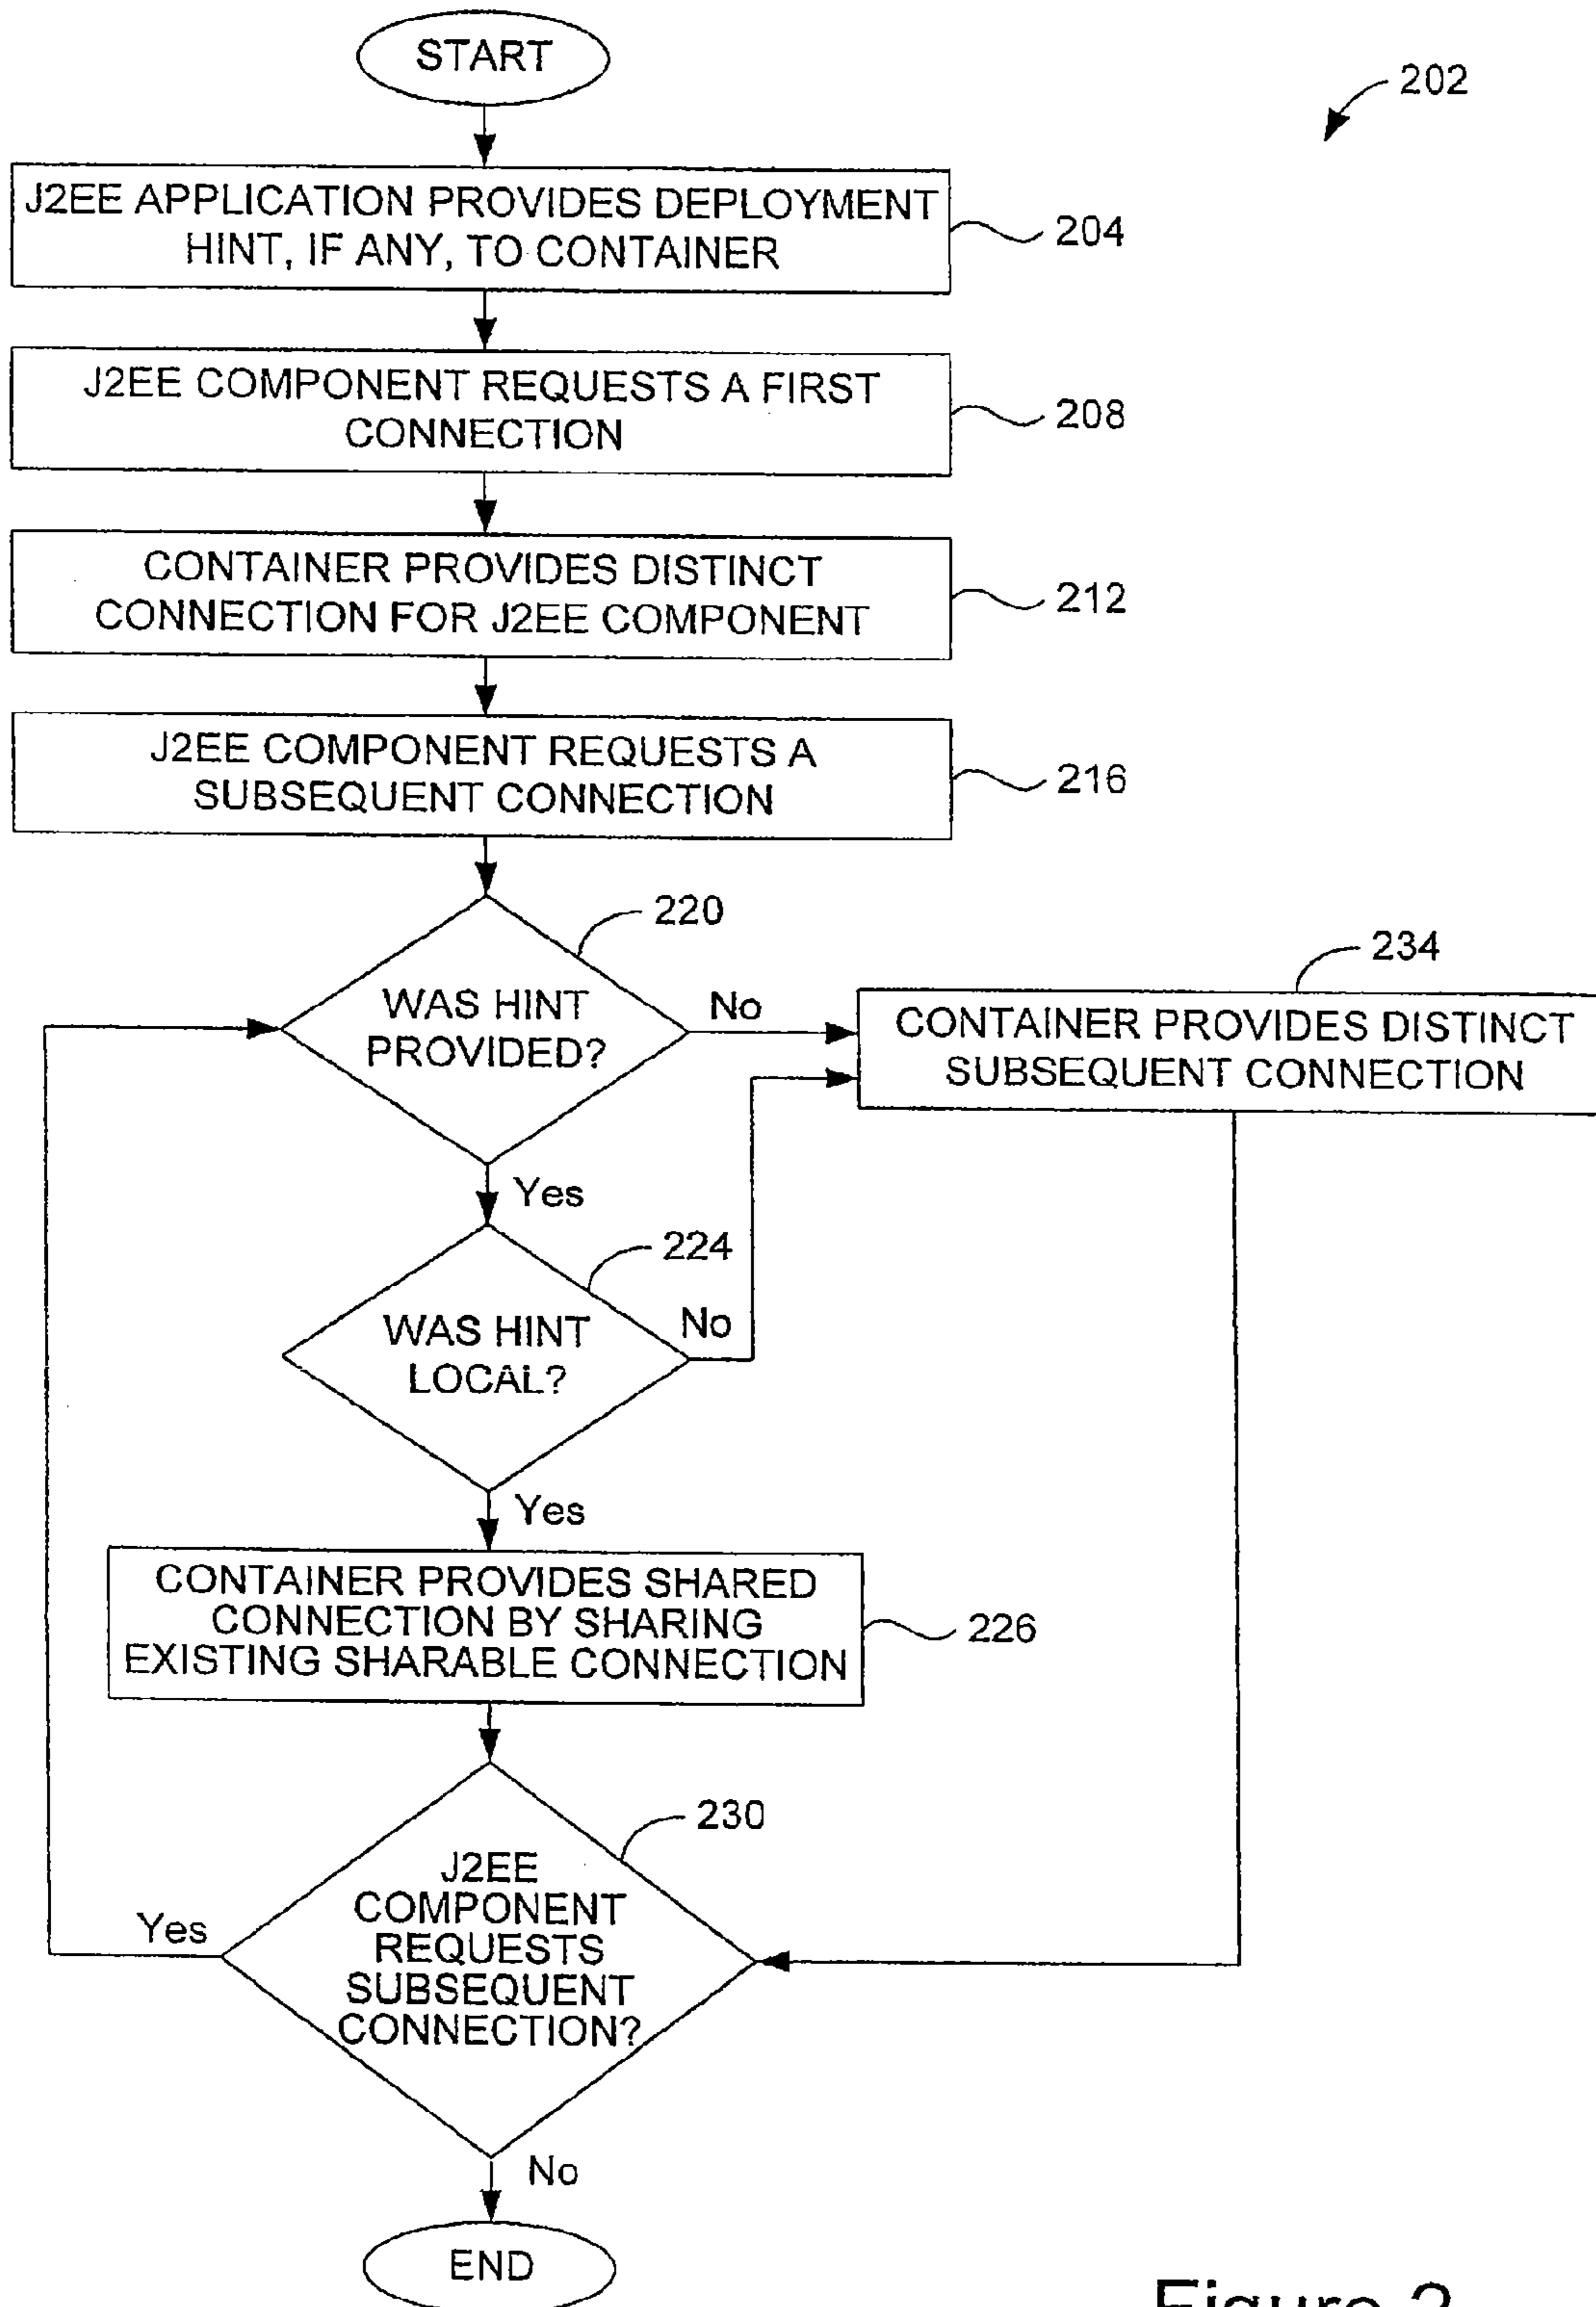 START
202
J2EE APPLICATION PROVIDES DEPLOYMENT
HINT, IF ANY, TO CONTAINER
204
J2EE COMPONENT REQUESTS A FIRST
CONNECTION
208
CONTAINER PROVIDES DISTINCT
CONNECTION FOR J2EE COMPONENT
212
J2EE COMPONENT REQUESTS A
SUBSEQUENT CONNECTION
216
220
WAS HINT
PROVIDED?
No
234
CONTAINER PROVIDES DISTINCT
SUBSEQUENT CONNECTION
Yes
224
WAS HINT
LOCAL?
No
Yes
CONTAINER PROVIDES SHARED
CONNECTION BY SHARING
EXISTING SHARABLE CONNECTION
226
230
J2EE
COMPONENT
REQUESTS
SUBSEQUENT
CONNECTION?
Yes
No
END
Figure 2